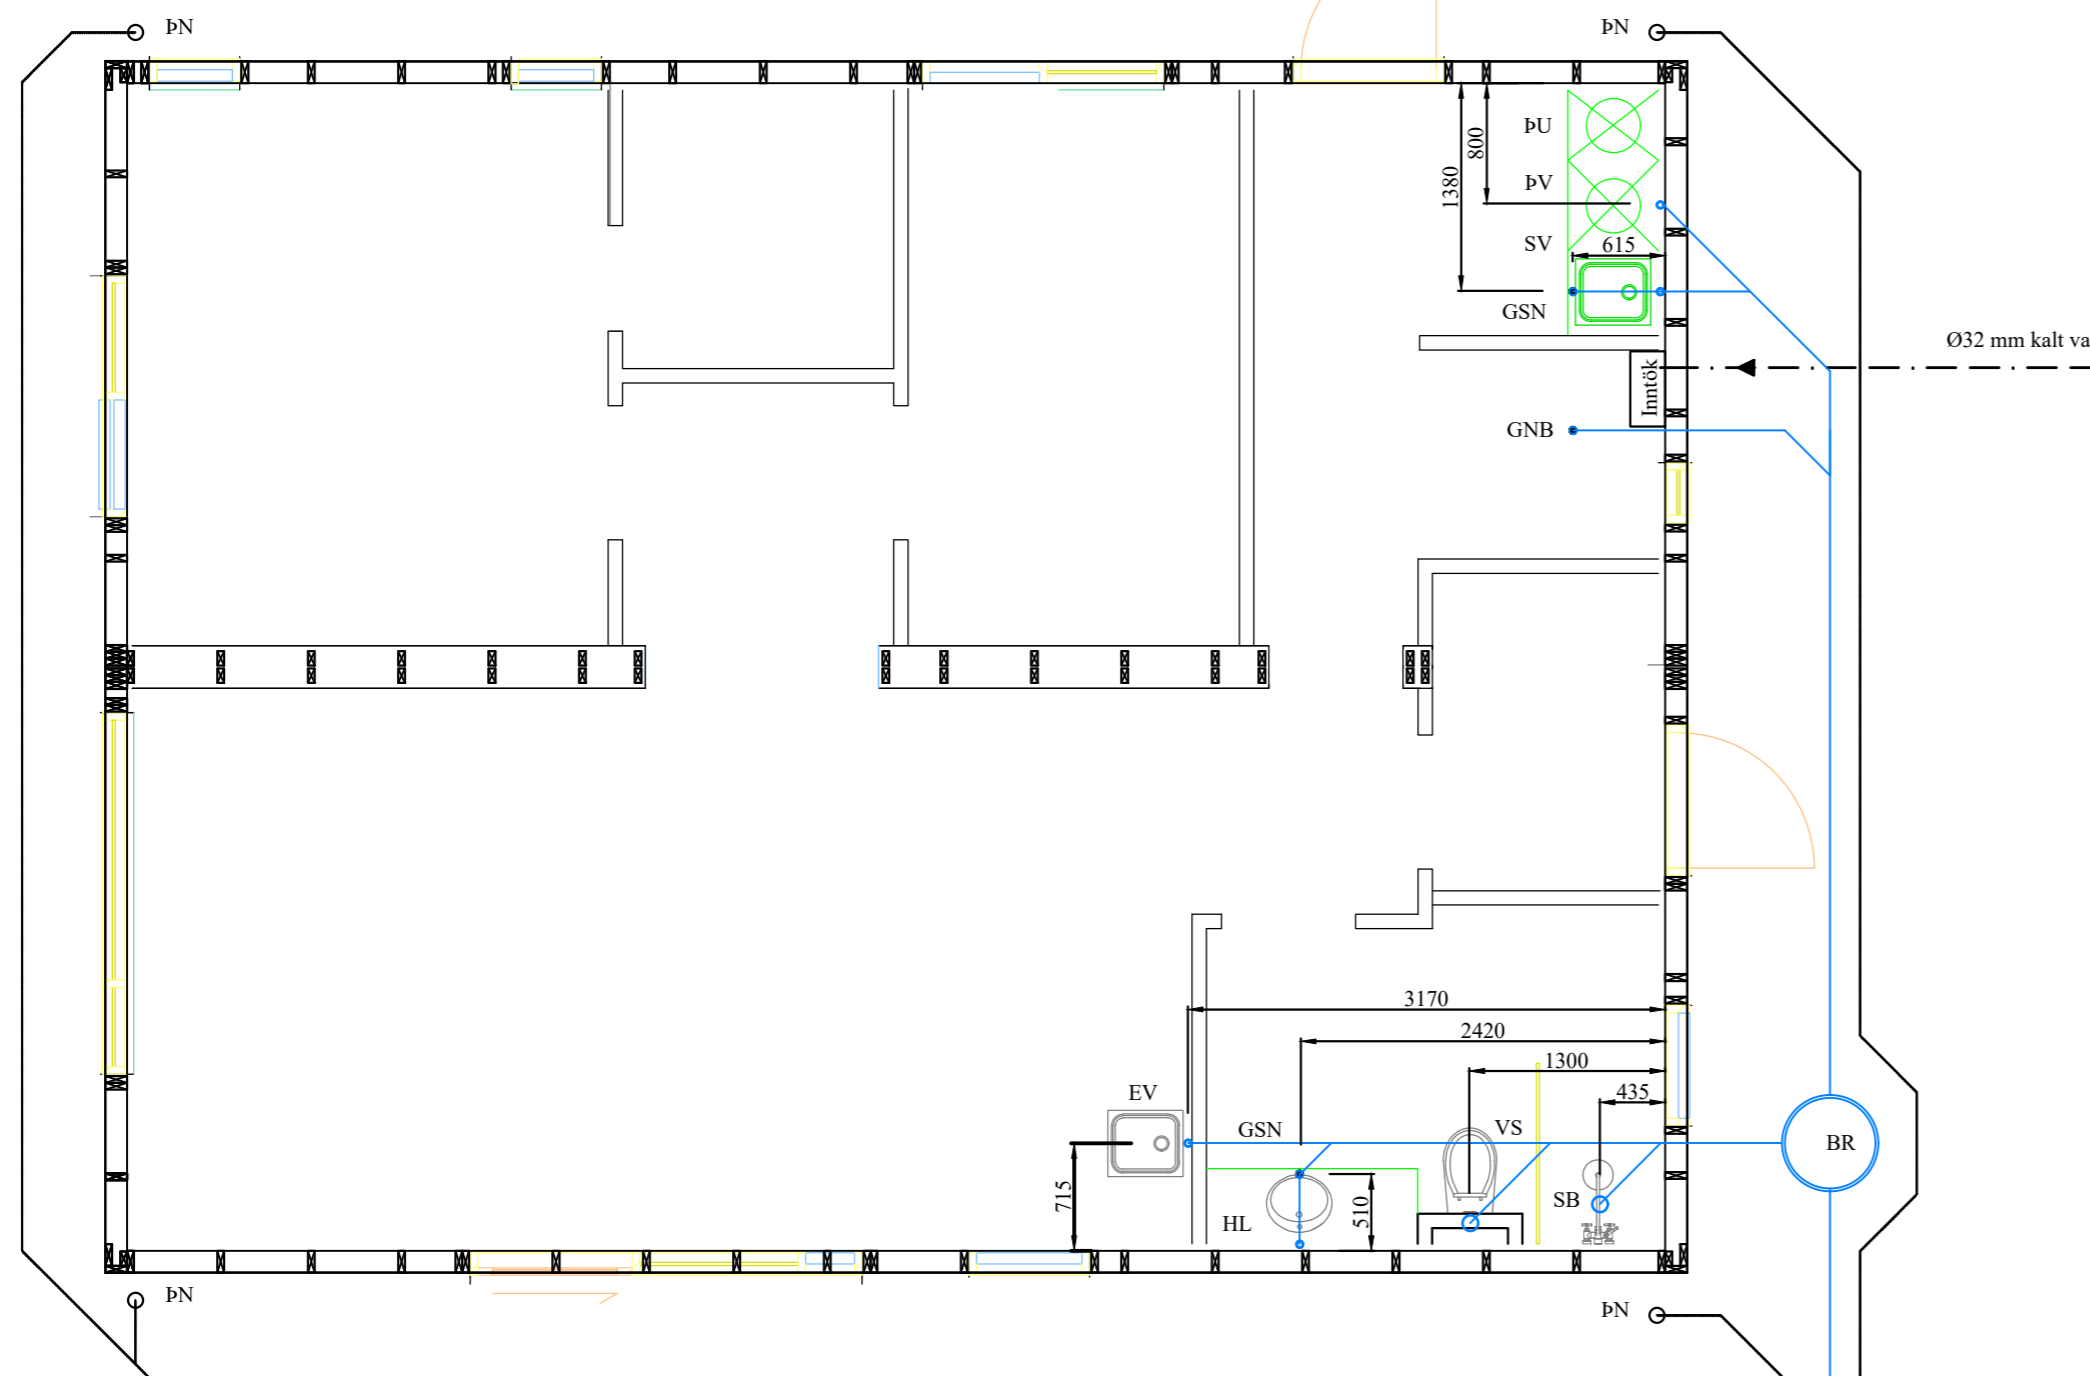 ÞN
ÞN
ÞU
800
1380
ÞV
SV
615
GSN
Ø32 mm kalt va
Inntök
GNB
3170
2420
1300
435
EV
GSN
VS
BR
715
510
SB
HL
ÞN
ÞN